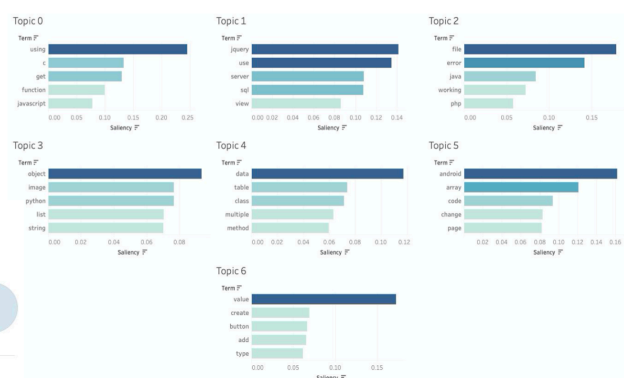 Topic 0
Term
using
c
get
function
javascript
0.00 0.05 0.10 0.15 0.20 0.25
Saliency
Topic 1
Term
jquery
use
server
sql
view
0.00 0.02 0.04 0.06 0.08 0.10 0.12 0.14
Saliency
Topic 2
Term
file
error
java
working
php
0.00 0.05 0.10 0.15
Saliency
Topic 3
Term
object
image
python
list
string
0.00 0.02 0.04 0.06 0.08
Saliency
Topic 4
Term
data
table
class
multiple
method
0.00 0.02 0.04 0.06 0.08 0.10 0.12
Saliency
Topic 5
Term
android
array
code
change
page
0.02 0.04 0.06 0.08 0.10 0.12 0.14 0.16
Saliency
Topic 6
Term
value
create
button
add
type
0.00 0.05 0.10 0.15
Saliency